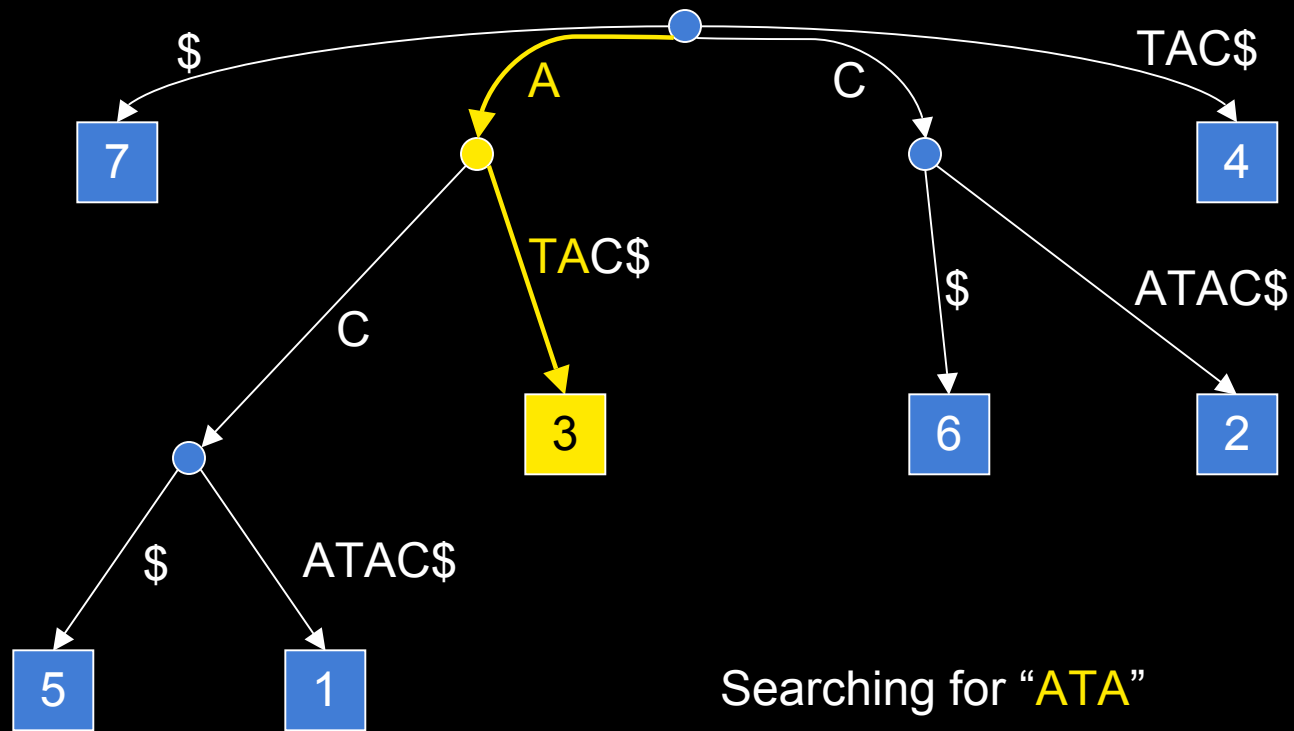 $
TAC$
A
C
7
4
TAC$
$
ATAC$
C
3
6
2
$
ATAC$
5
1
Searching for “ATA”